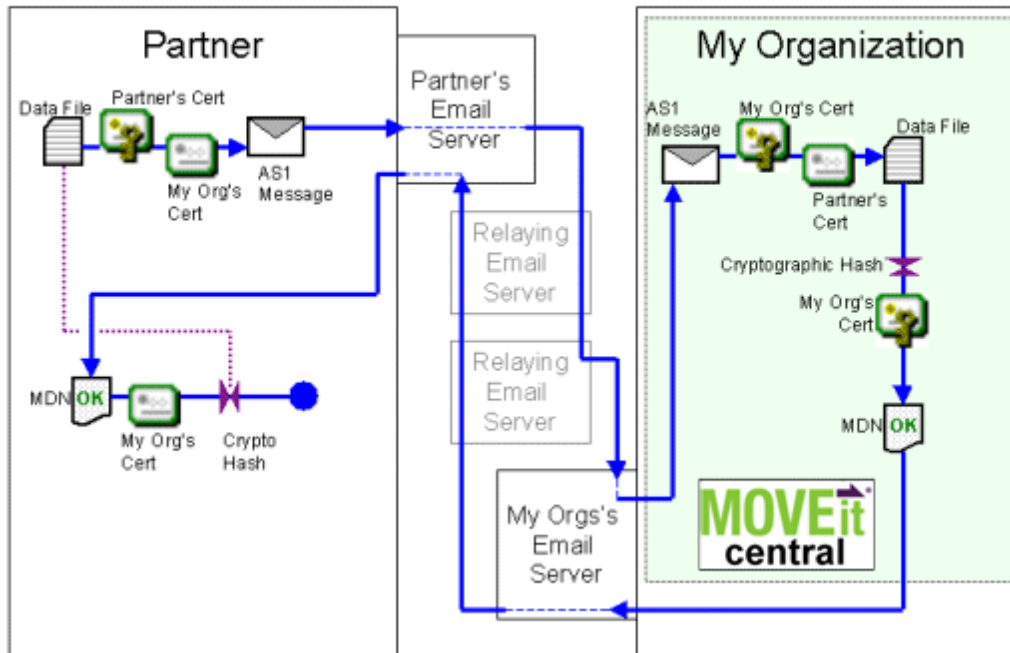 Partner
Data File
Partner's Cert
My Org's
Cert
AS1
Message
MDN
OK
My Org's
Cert
Crypto
Hash
Partner's
Email
Server
Relaying
Email
Server
Relaying
Email
Server
My Orgs's
Email
Server
My Organization
AS1
Message
My Org's Cert
Data File
Partner's
Cert
Cryptographic Hash
My Org's
Cert
MDN
OK
MOVEit
central